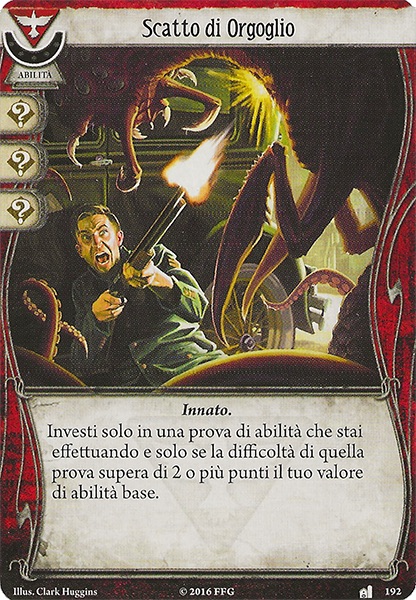 Scatto di Orgoglio
ABILITÀ
?
?
?
Innato.
Investi solo in una prova di abilità che stai
effettuando e solo se la difficoltà di quella
prova supera di 2 o più punti il tuo valore
di abilità base.
Illus. Clark Huggins © 2016 FFG 192